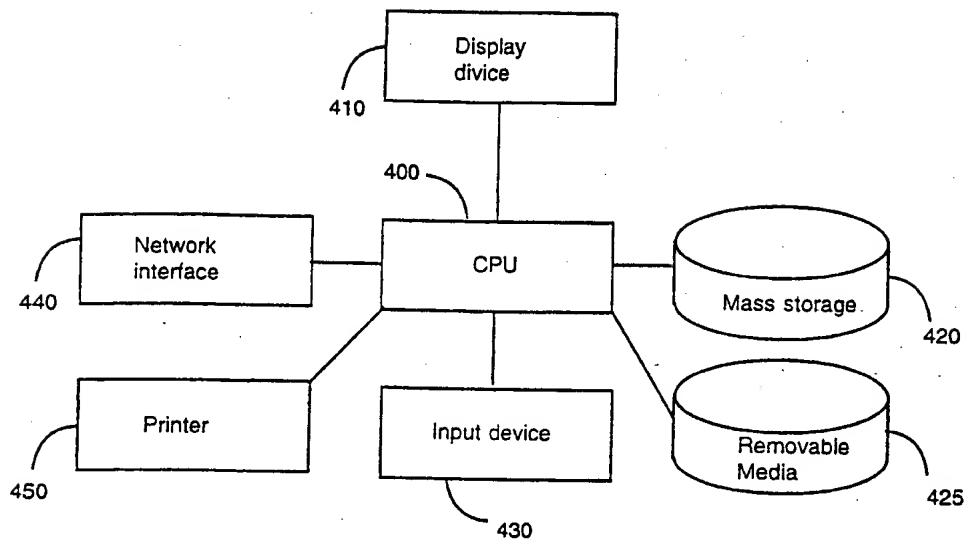 Display
divice
410
400
Network
interface
440
CPU
Mass storage
420
Printer
450
Input device
430
Removable
Media
425